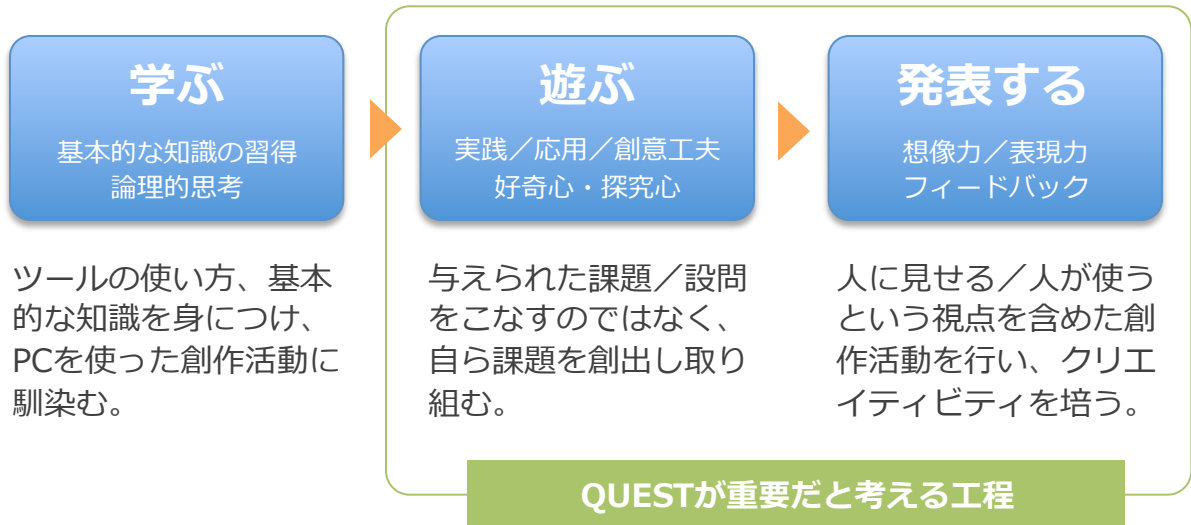 学ぶ
基本的な知識の習得
論理的思考
ツールの使い方、基本
的な知識を身につけ、
PCを使った創作活動に
馴染む。
遊ぶ
実践／応用／創意工夫
好奇心・探究心
与えられた課題／設問
をこなすのではなく、
自ら課題を創出し取り
組む。
発表する
想像力／表現力
フィードバック
人に見せる／人が使う
という視点を含めた創
作活動を行い、クリエ
イティビティを培う。
QUESTが重要だと考える工程